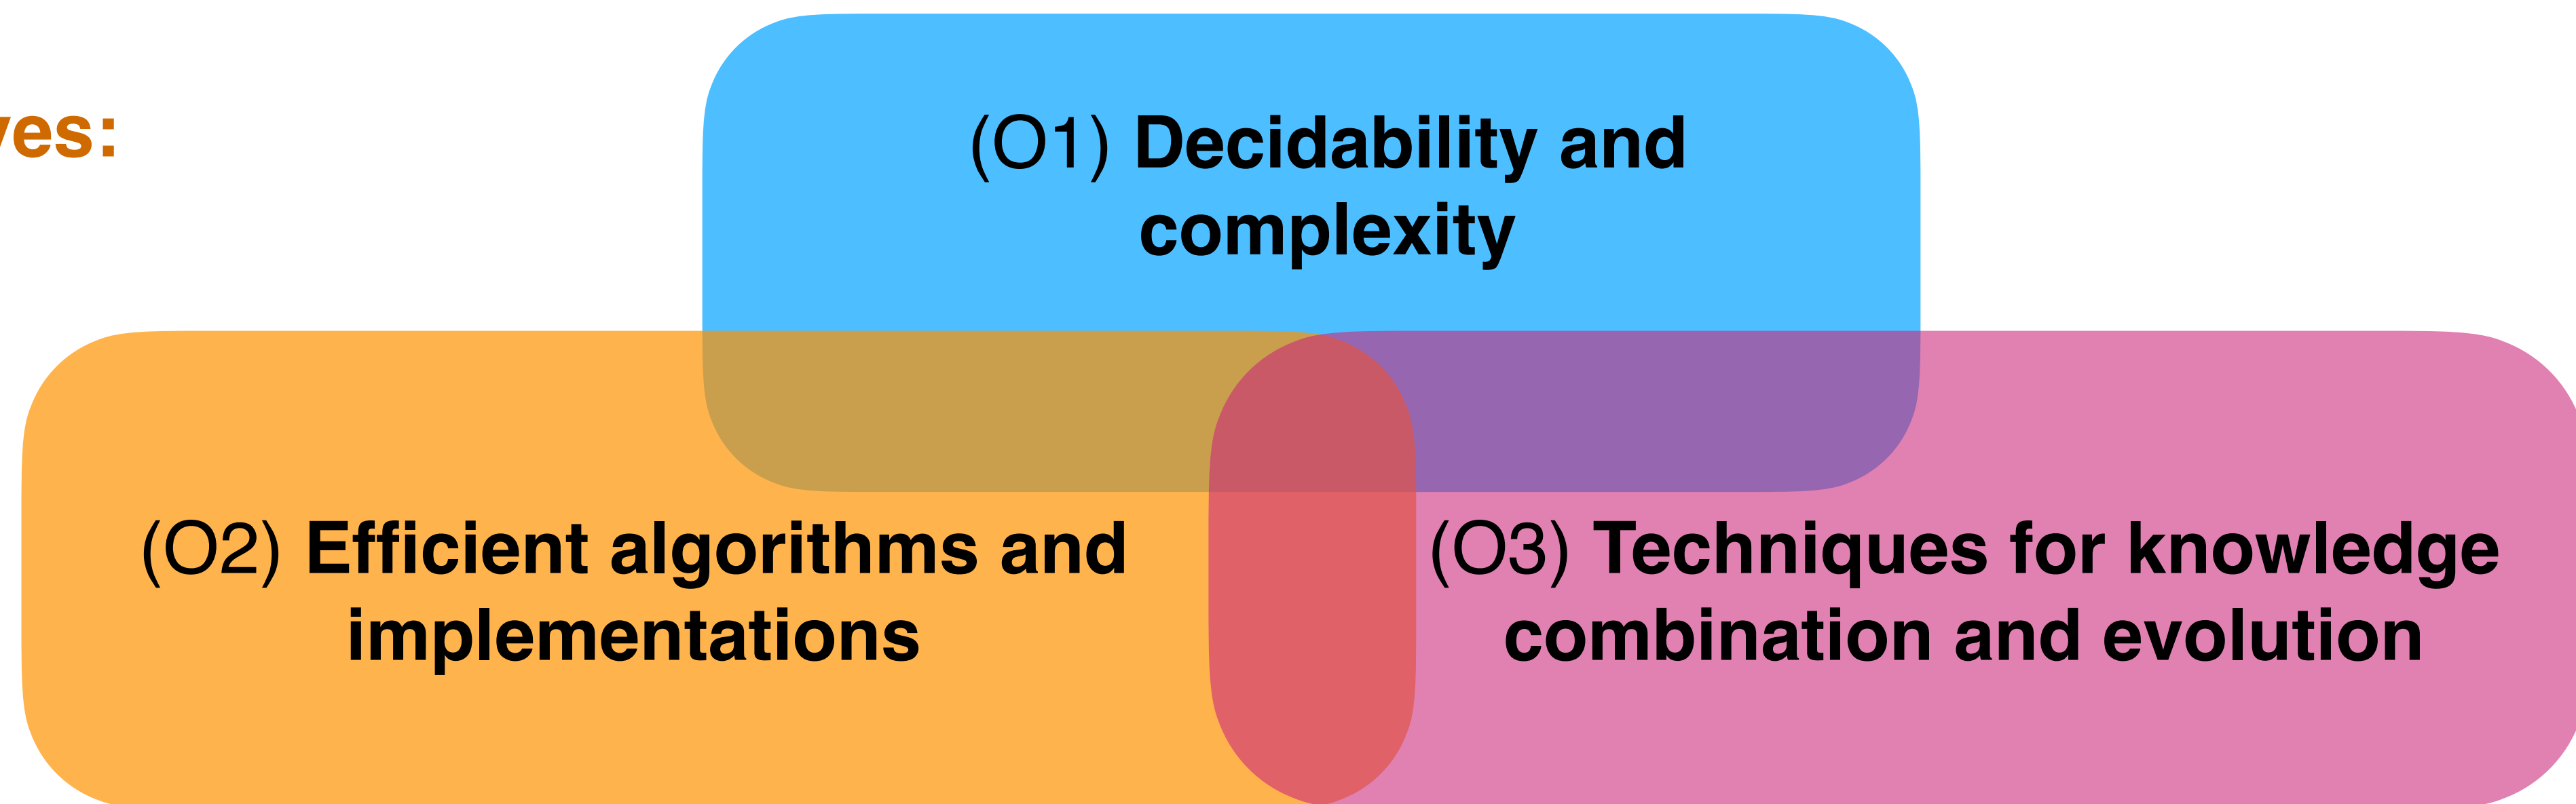 ves:
(O1) Decidability and
complexity
(O2) Efficient algorithms and
implementations
(O3) Techniques for knowledge
combination and evolution